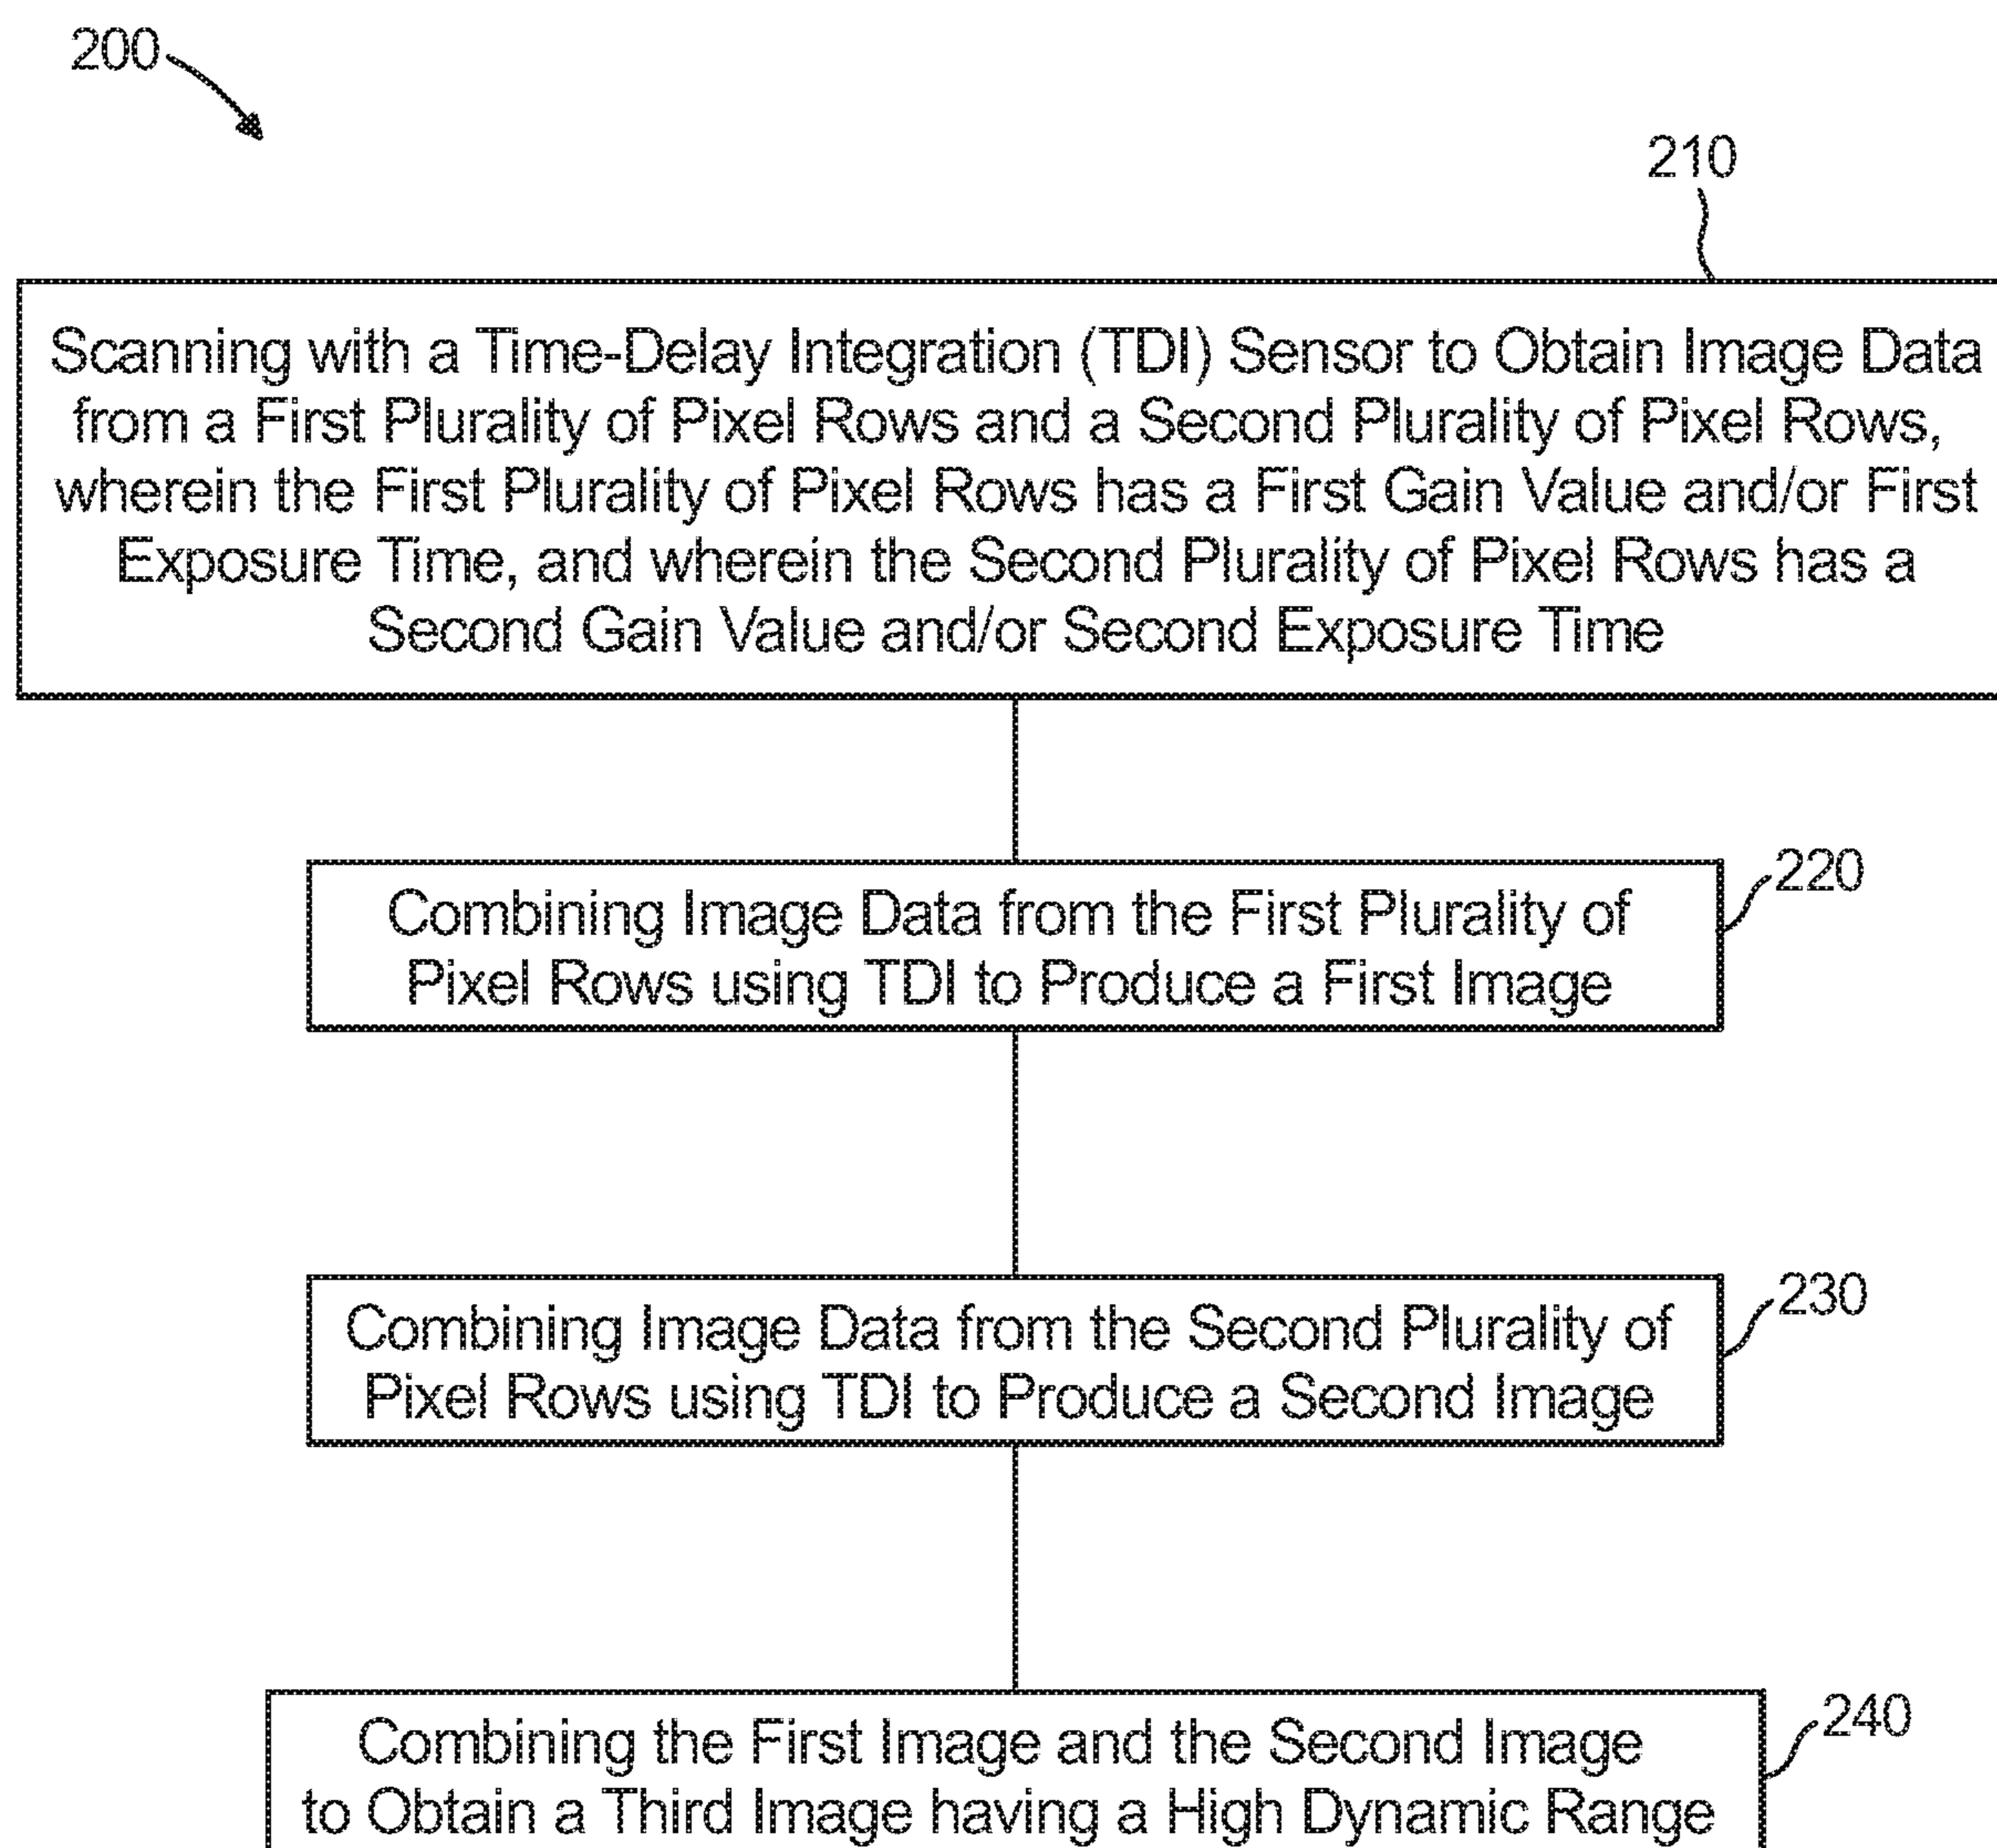 200
210
Scanning with a Time-Delay Integration (TDI) Sensor to Obtain Image Data
from a First Plurality of Pixel Rows and a Second Plurality of Pixel Rows,
wherein the First Plurality of Pixel Rows has a First Gain Value and/or First
Exposure Time, and wherein the Second Plurality of Pixel Rows has a
Second Gain Value and/or Second Exposure Time
220
Combining Image Data from the First Plurality of
Pixel Rows using TDI to Produce a First Image
230
Combining Image Data from the Second Plurality of
Pixel Rows using TDI to Produce a Second Image
240
Combining the First Image and the Second Image
to Obtain a Third Image having a High Dynamic Range